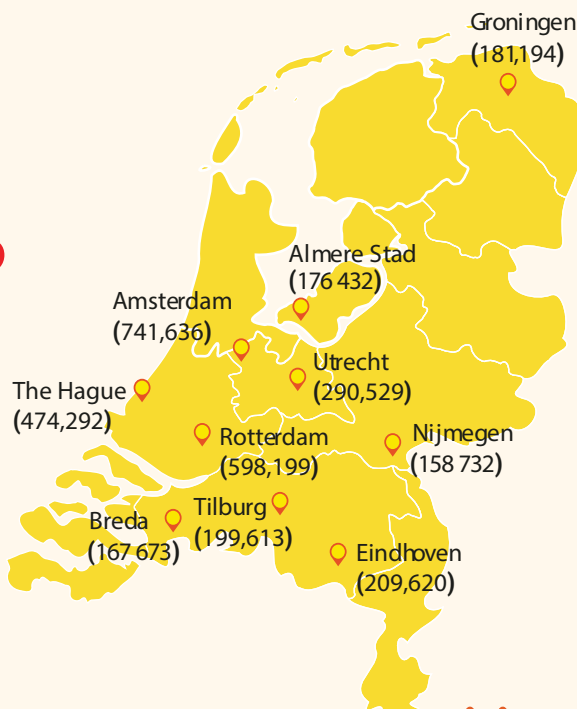 Groningen
(181,194)
Almere Stad
(176 432)
Amsterdam
(741,636)
Utrecht
(290,529)
The Hague
(474,292)
Rotterdam
(598,199)
Nijmegen
(158 732)
Breda
(167 673)
Tilburg
(199,613)
Eindhoven
(209,620)